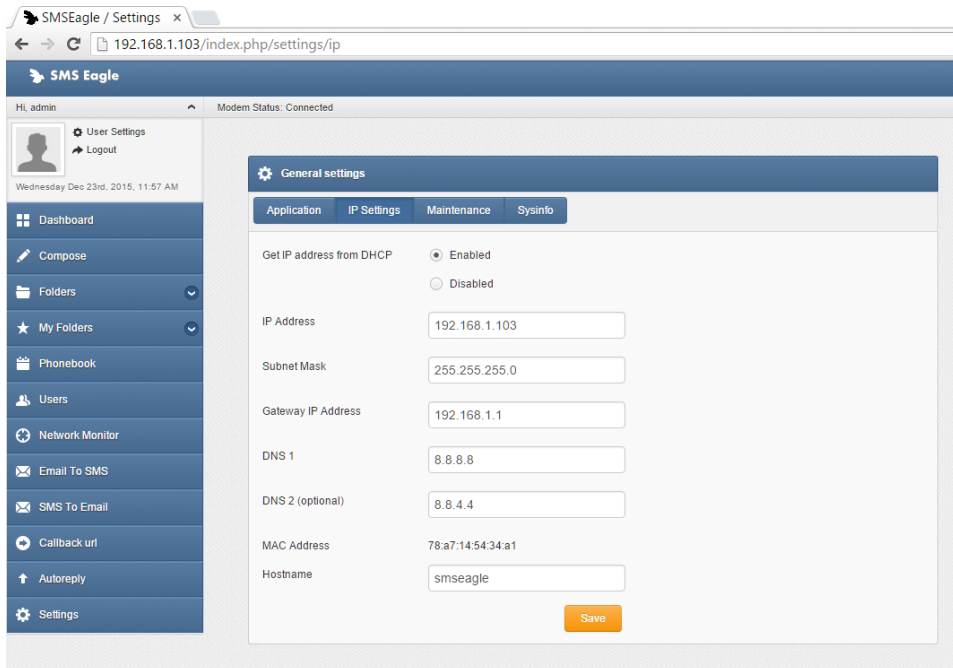 SMSEagle / Settings ×
192.168.1.103/index.php/settings/ip
SMS Eagle
Hi, admin
Modem Status: Connected
User Settings
Logout
Wednesday Dec 23rd, 2015, 11:57 AM
Dashboard
Compose
Folders
My Folders
Phonebook
Users
Network Monitor
Email To SMS
SMS To Email
Callback url
Autoreply
Settings
General settings
Application IP Settings Maintenance Sysinfo
Get IP address from DHCP Enabled
Disabled
IP Address 192.168.1.103
Subnet Mask 255.255.255.0
Gateway IP Address 192.168.1.1
DNS 1 8.8.8.8
DNS 2 (optional) 8.8.4.4
MAC Address 78:a7:14:54:34:a1
Hostname smseagle
Save